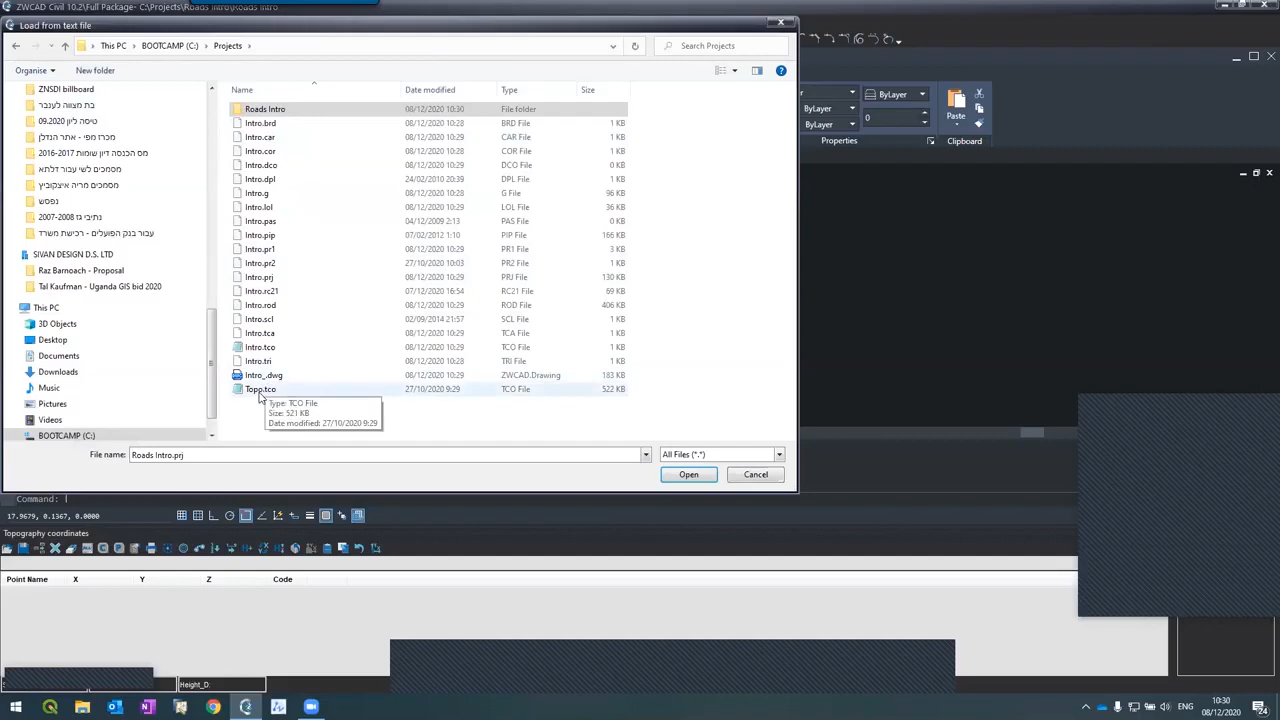 ZWCAD Civil 10.2/ Full Package- C:\Projects\Roads Intro\Roads Intro
Load from text file
This PC > BOOTCAMP (C:) > Projects >
Search Projects
Organise New folder
Name Date modified Type Size
ZNSDI billboard
בת מצווה לענבר
טיסה ליון 09.2020
מכרז מפי - אתר הנדלן
מס הכנסה דיון שומות 2016-2017
מסמכים לשי עבור דלתא
מסמכים מריה איצקוביץ
נפסש
נתיבי גז 2007-2008
עבור בנק הפועלים - רכישת משרד
SIVAN DESIGN D.S. LTD
Raz Barnoach - Proposal
Tal Kaufman - Uganda GIS bid 2020
This PC
3D Objects
Desktop
Documents
Downloads
Music
Pictures
Videos
BOOTCAMP (C:)
Roads Intro 08/12/2020 10:30 File folder
Intro.brd 08/12/2020 10:28 BRD File 1 KB
Intro.car 08/12/2020 10:28 CAR File 1 KB
Intro.cor 08/12/2020 10:28 COR File 1 KB
Intro.dco 08/12/2020 10:29 DCO File 0 KB
Intro.dpl 24/02/2010 20:39 DPL File 1 KB
Intro.g 08/12/2020 10:28 G File 96 KB
Intro.lol 08/12/2020 10:29 LOL File 36 KB
Intro.pas 04/12/2009 2:13 PAS File 0 KB
Intro.pip 07/02/2012 1:10 PIP File 166 KB
Intro.pr1 08/12/2020 10:29 PR1 File 3 KB
Intro.pr2 27/10/2020 10:03 PR2 File 1 KB
Intro.prj 08/12/2020 10:29 PRJ File 130 KB
Intro.rc21 07/12/2020 16:54 RC21 File 69 KB
Intro.rod 08/12/2020 10:29 ROD File 406 KB
Intro.scl 02/09/2014 21:57 SCL File 1 KB
Intro.tca 08/12/2020 10:29 TCA File 1 KB
Intro.tco 08/12/2020 10:29 TCO File 1 KB
Intro.tri 08/12/2020 10:28 TRI File 1 KB
Intro_.dwg 08/12/2020 10:29 ZWCAD.Drawing 183 KB
Topo.tco 27/10/2020 9:29 TCO File 522 KB
Type: TCO File
Size: 521 KB
Date modified: 27/10/2020 9:29
File name: Roads Intro.prj All Files (*.*)
Open Cancel
ByLayer
ByLayer
ByLayer
ByLayer
0
Paste
Properties Clipboard
Command:
17.9679, 0.1367, 0.0000
Topography coordinates
Point Name X Y Z Code
Height_D:
ENG
10:30
08/12/2020
24